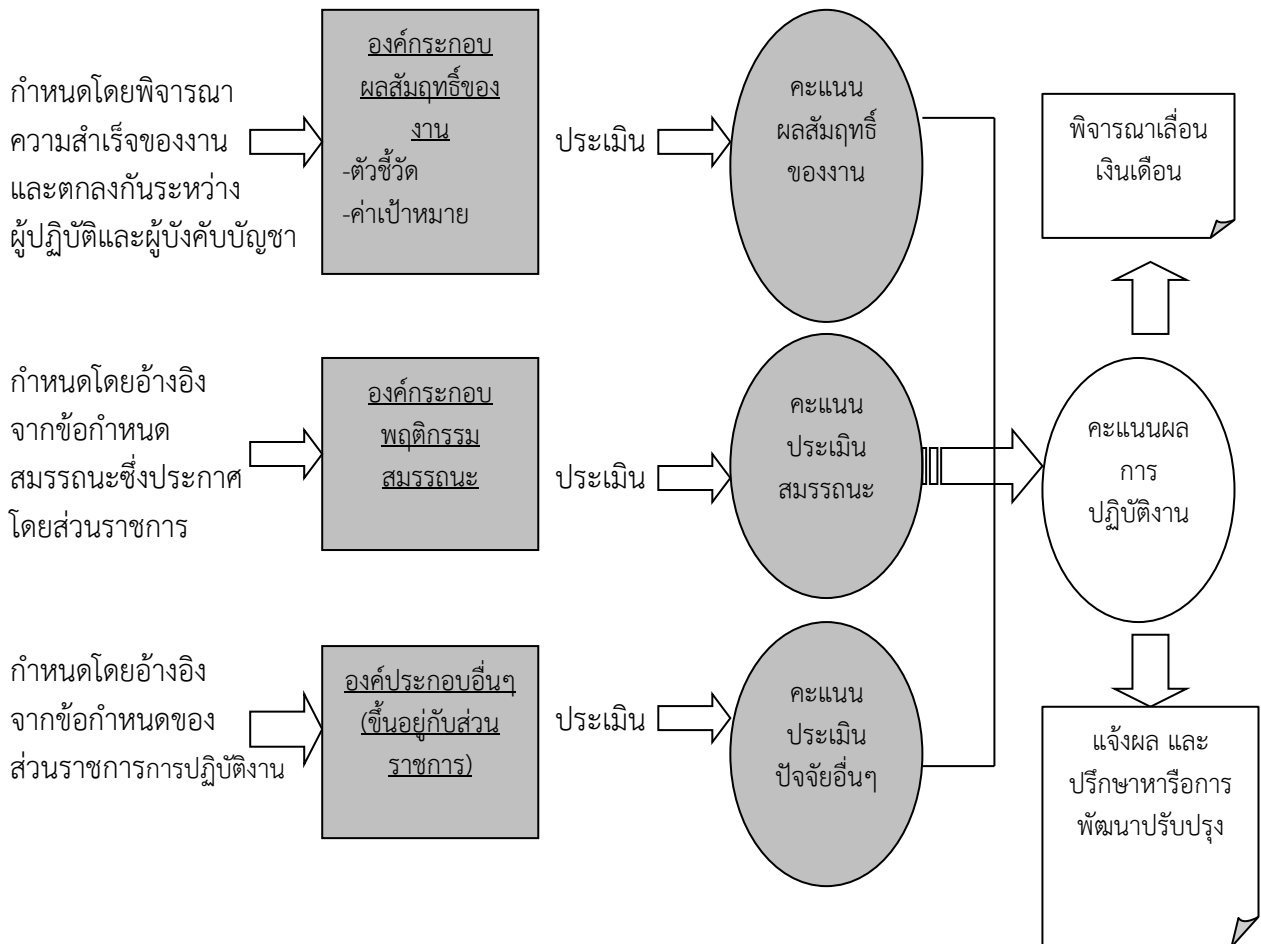 กำหนดโดยพิจารณา
ความสำเร็จของงาน
และตกลงกันระหว่าง
ผู้ปฏิบัติและผู้บังคับบัญชา
องค์กระกอบ
ผลสัมฤทธิ์ของ
งาน
-ตัวชี้วัด
-ค่าเป้าหมาย
ประเมิน
คะแนน
ผลสัมฤทธิ์
ของงาน
พิจารณาเลื่อน
เงินเดือน
กำหนดโดยอ้างอิง
จากข้อกำหนด
สมรรถนะซึ่งประกาศ
โดยส่วนราชการ
องค์กระกอบ
พฤติกรรม
สมรรถนะ
ประเมิน
คะแนน
ประเมิน
สมรรถนะ
คะแนนผล
การ
ปฏิบัติงาน
กำหนดโดยอ้างอิง
จากข้อกำหนดของ
ส่วนราชการการปฏิบัติงาน
องค์ประกอบอื่นๆ
(ขึ้นอยู่กับส่วน
ราชการ)
ประเมิน
คะแนน
ประเมิน
ปัจจัยอื่นๆ
แจ้งผล และ
ปรึกษาหารือการ
พัฒนาปรับปรุง